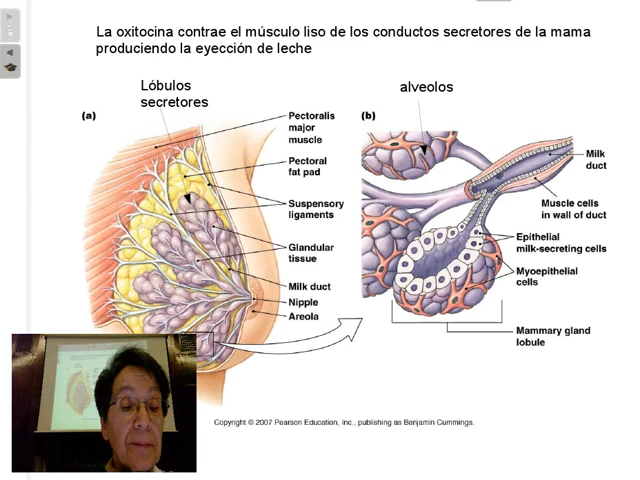 La oxitocina contrae el músculo liso de los conductos secretores de la mama
produciendo la eyección de leche
Lóbulos
secretores
alveolos
(a)
Pectoralis
major
muscle
Pectoral
fat pad
Suspensory
ligaments
Glandular
tissue
Milk duct
Nipple
Areola
(b)
Milk
duct
Muscle cells
in wall of duct
Epithelial
milk-secreting cells
Myoepithelial
cells
Mammary gland
lobule
Copyright © 2007 Pearson Education, Inc., publishing as Benjamin Cummings.